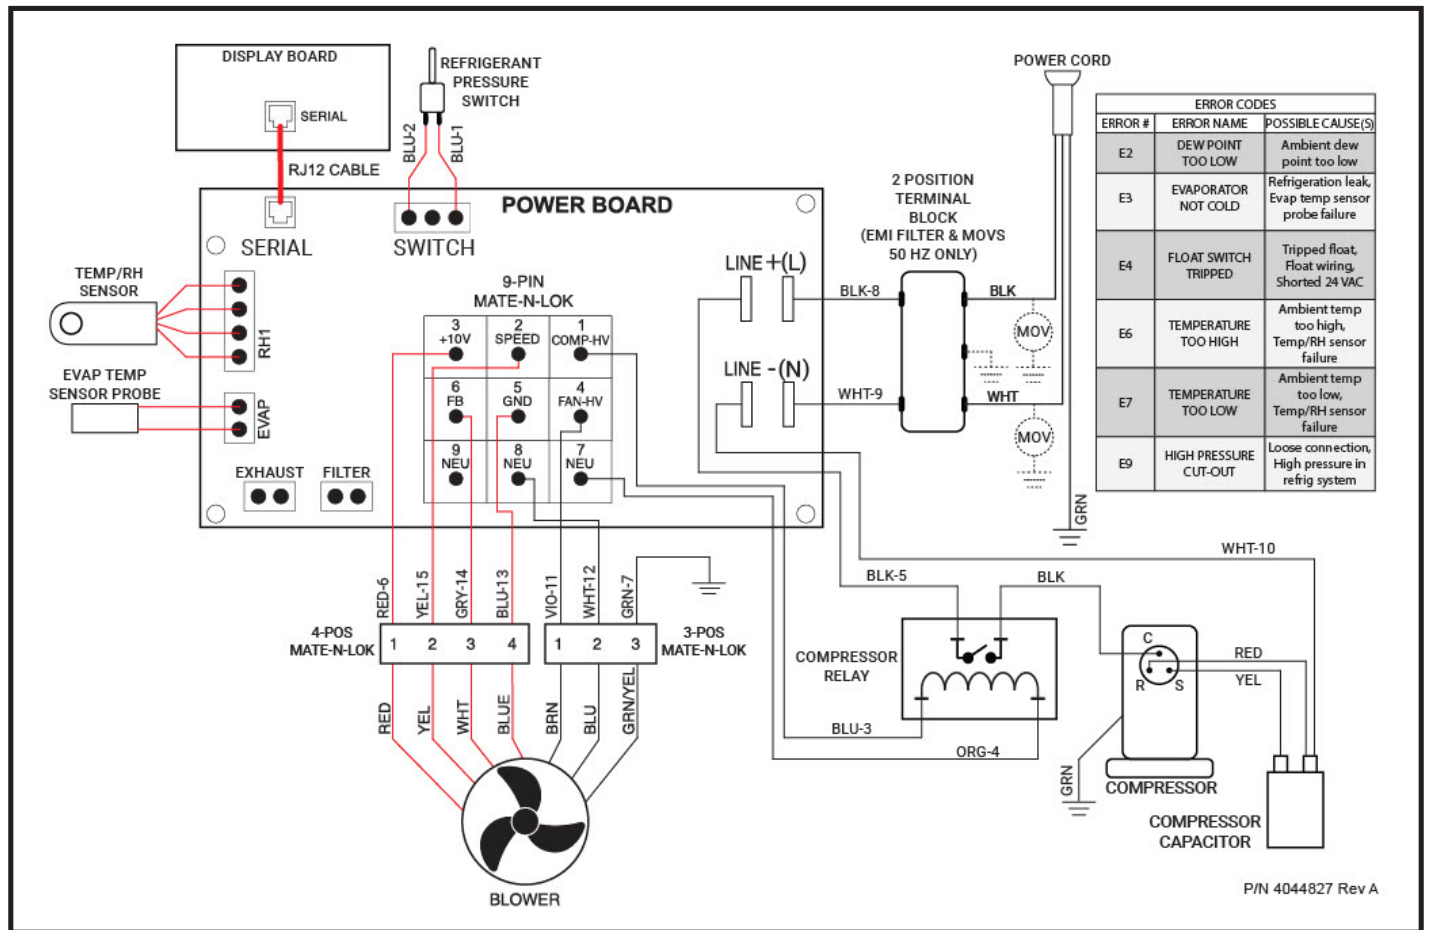 DISPLAY BOARD
SERIAL
RJ12 CABLE
REFRIGERANT
PRESSURE
SWITCH
BLU-2
BLU-1
POWER BOARD
SERIAL
SWITCH
TEMP/RH
SENSOR
RH1
EVAP TEMP
SENSOR PROBE
EVAP
EXHAUST
FILTER
9-PIN
MATE-N-LOK
3
+10V
2
SPEED
1
COMP-HV
6
FB
5
GND
4
FAN-HV
9
NEU
8
NEU
7
NEU
LINE +(L)
LINE -(N)
BLK-8
WHT-9
2 POSITION
TERMINAL
BLOCK
(EMI FILTER & MOVS
50 HZ ONLY)
POWER CORD
BLK
MOV
WHT
MOV
GRN
ERROR CODES
ERROR # ERROR NAME POSSIBLE CAUSE(S)
E2
DEW POINT
TOO LOW
Ambient dew
point too low
E3
EVAPORATOR
NOT COLD
Refrigeration leak,
Evap temp sensor
probe failure
E4
FLOAT SWITCH
TRIPPED
Tripped float,
Float wiring,
Shorted 24 VAC
E6
TEMPERATURE
TOO HIGH
Ambient temp
too high,
Temp/RH sensor
failure
E7
TEMPERATURE
TOO LOW
Ambient temp
too low,
Temp/RH sensor
failure
E9
HIGH PRESSURE
CUT-OUT
Loose connection,
High pressure in
refrig system
WHT-10
BLK-5
BLK
RED-6
YEL-15
GRY-14
BLU-13
VIO-11
WHT-12
GRN-7
4-POS
MATE-N-LOK
1 2 3 4
1 2 3
3-POS
MATE-N-LOK
RED
YEL
WHT
BLUE
BRN
BLU
GRN/YEL
BLOWER
COMPRESSOR
RELAY
BLU-3
ORG-4
C
R S
RED
YEL
GRN
COMPRESSOR
COMPRESSOR
CAPACITOR
P/N 4044827 Rev A